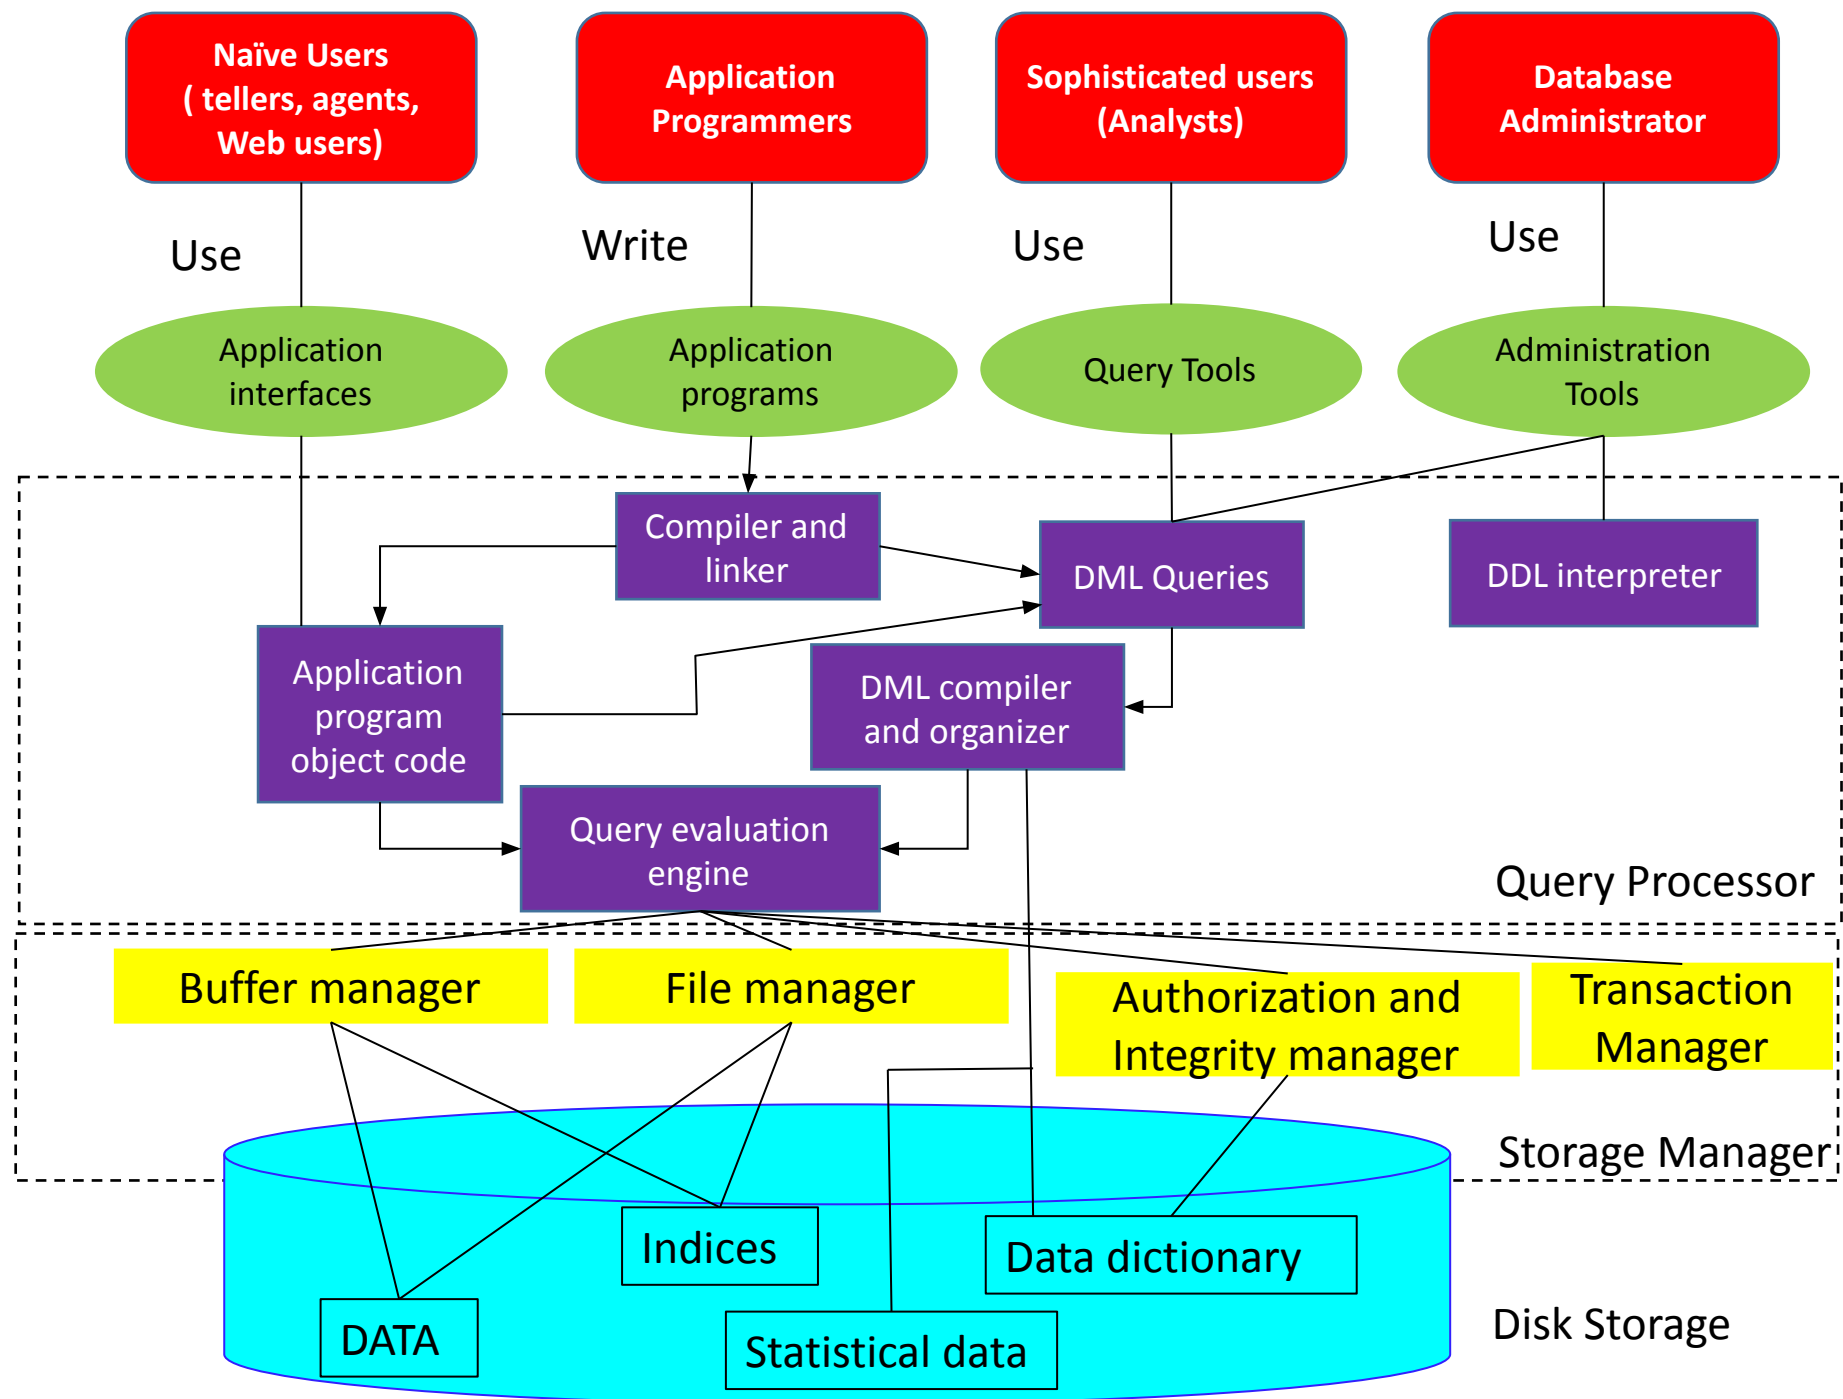 Naïve Users
( tellers, agents,
Web users)
Application
Programmers
Sophisticated users
(Analysts)
Database
Administrator
Use
Write
Use
Use
Application
interfaces
Application
programs
Query Tools
Administration
Tools
Compiler and
linker
DML Queries
DDL interpreter
Application
program
object code
DML compiler
and organizer
Query evaluation
engine
Query Processor
Buffer manager
File manager
Authorization and
Integrity manager
Transaction
Manager
Storage Manager
Indices
Data dictionary
DATA
Statistical data
Disk Storage